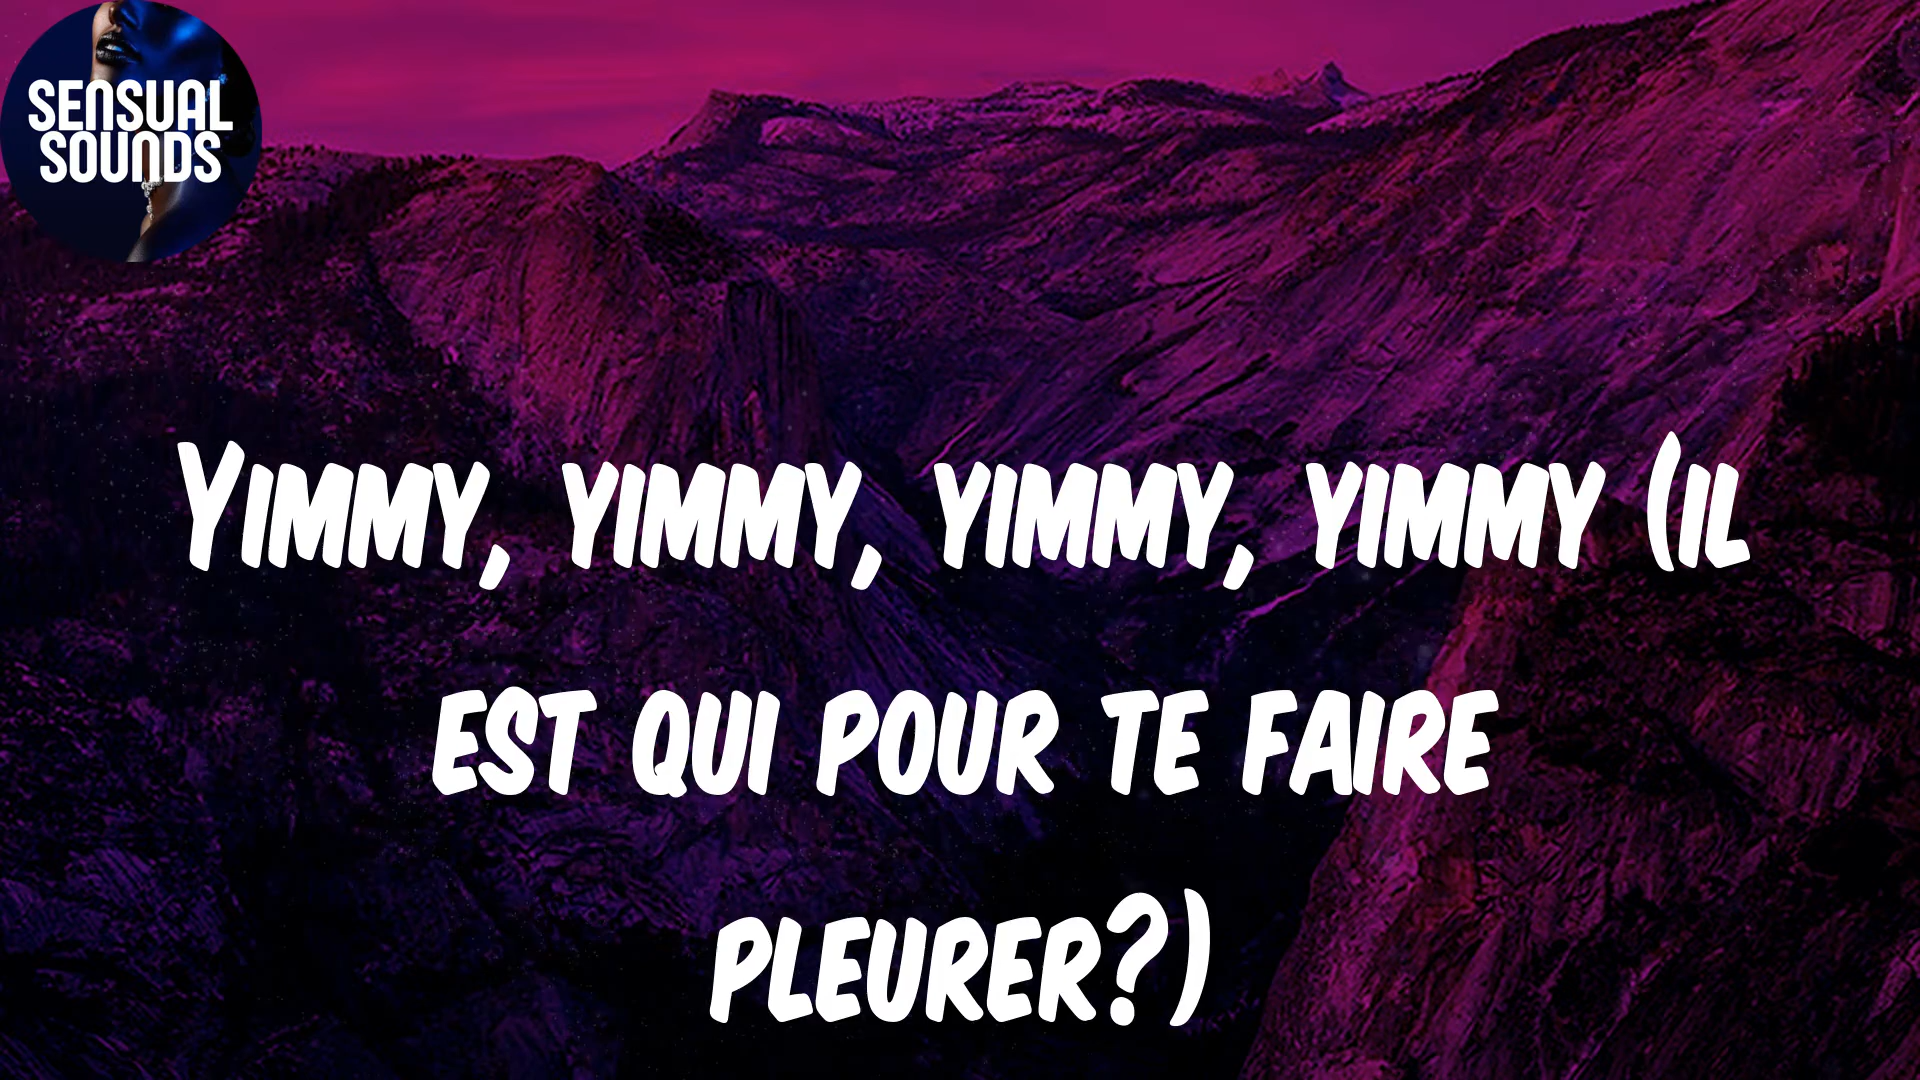 SENSUAL
SOUNDS
Yimmy, yimmy, yimmy, yimmy (il
est qui pour te faire
pleurer?)